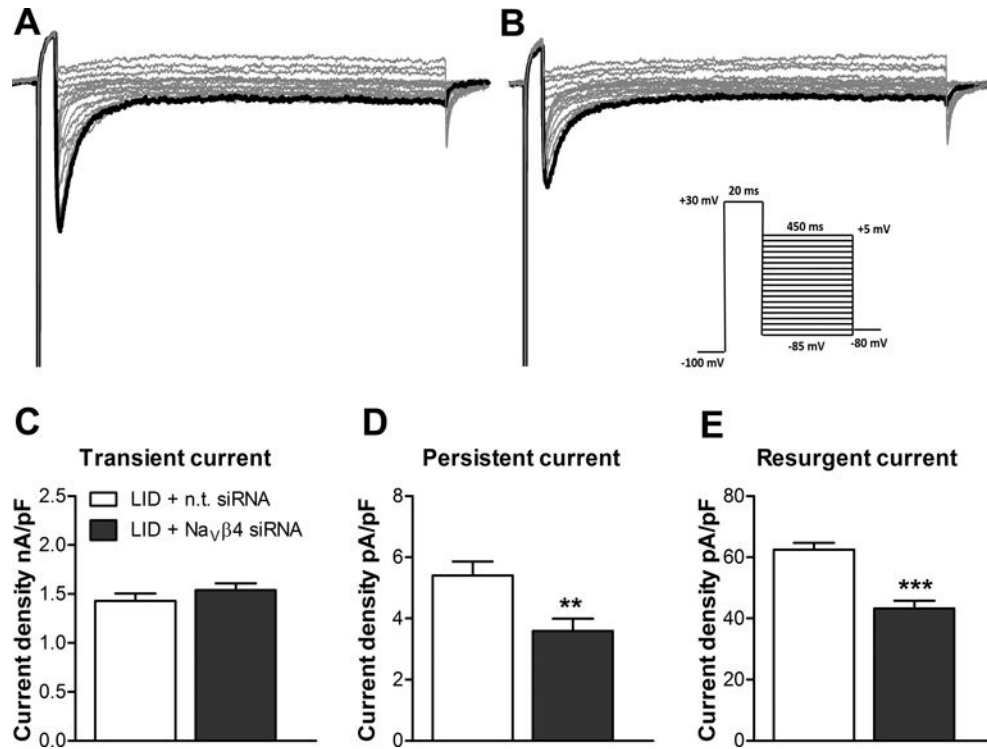 A
B
20 ms
+30 mV
450 ms
+5 mV
-100 mV
-85 mV
-80 mV
C
Transient current
Current density nA/pF
2.5
2.0
1.5
1.0
0.5
0.0
LID + n.t. siRNA
LID + NaVβ4 siRNA
D
Persistent current
Current density pA/pF
8
6
4
2
0
**
E
Resurgent current
Current density pA/pF
80
60
40
20
0
***